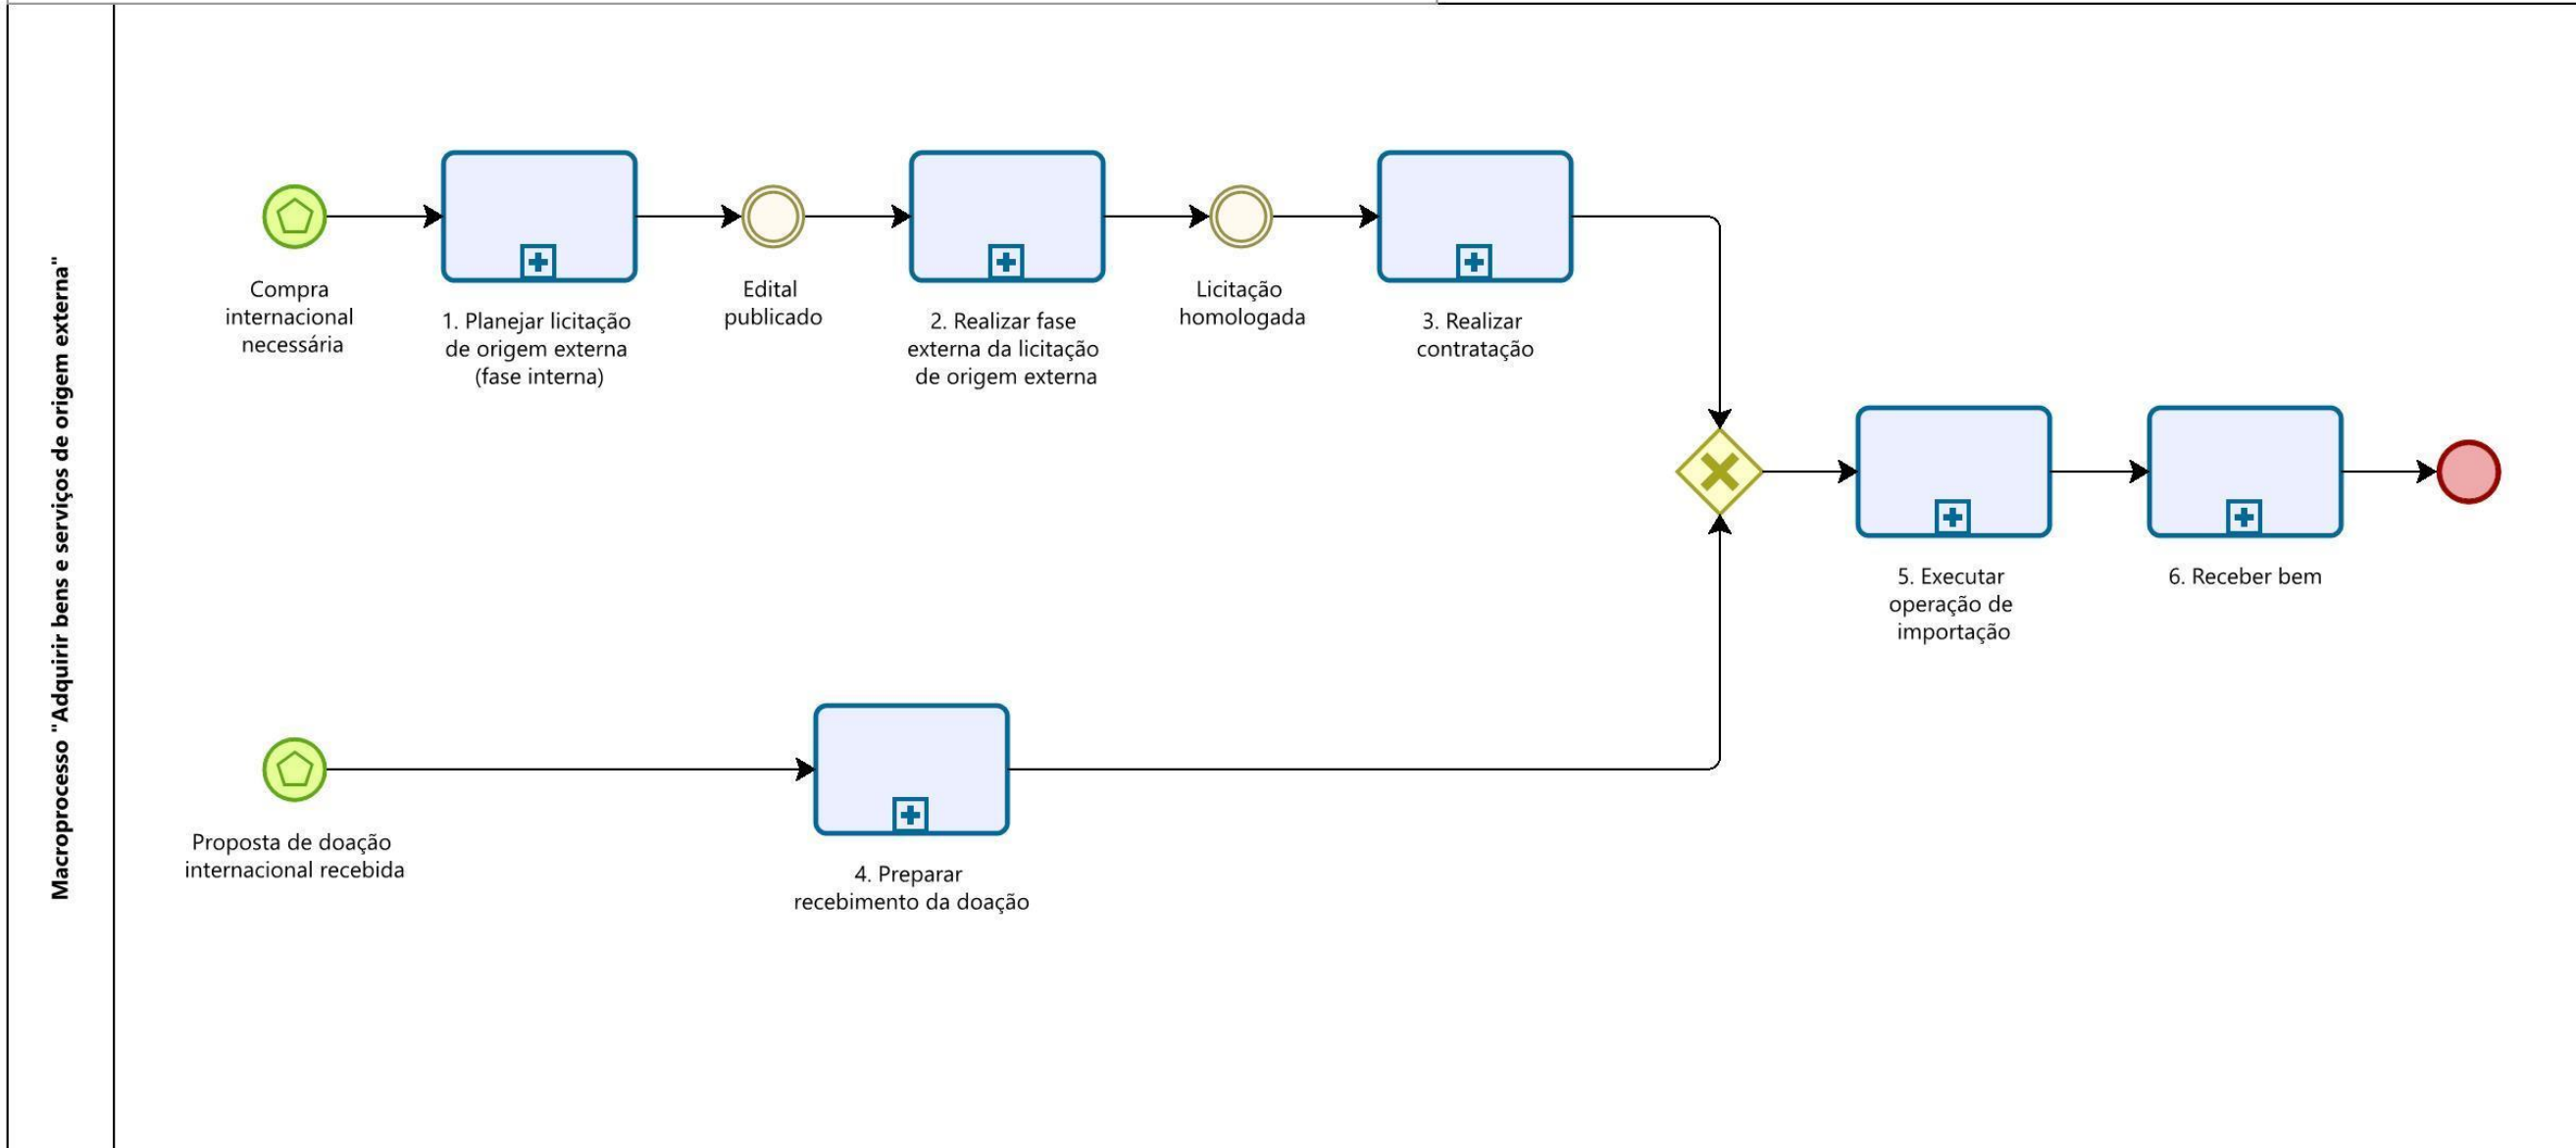 Macroprocesso "Adquirir bens e serviços de origem externa"
Compra
internacional
necessária
1. Planejar licitação
de origem externa
(fase interna)
Edital
publicado
2. Realizar fase
externa da licitação
de origem externa
Licitação
homologada
3. Realizar
contratação
Proposta de doação
internacional recebida
4. Preparar
recebimento da doação
5. Executar
operação de
importação
6. Receber bem